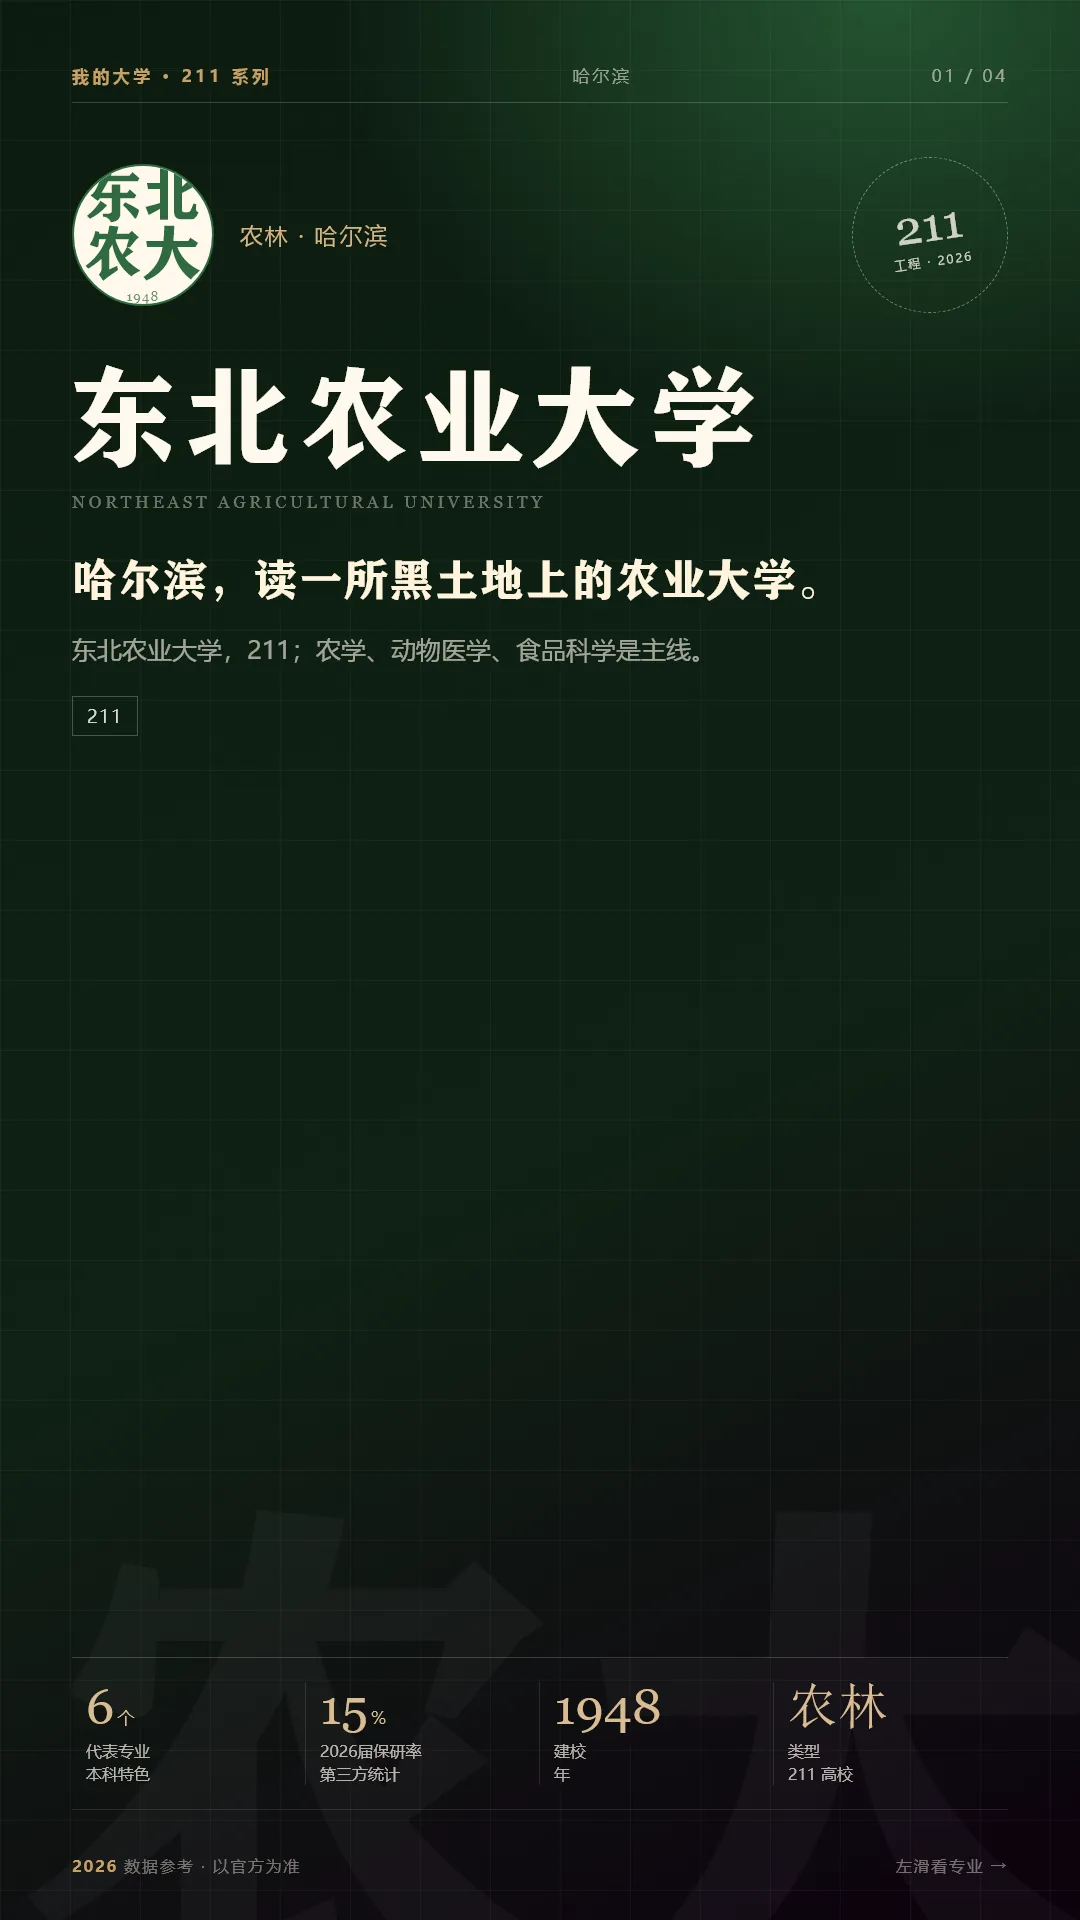 我的大学 · 211 系列
哈尔滨
01 / 04
东北
农大
1948
农林 · 哈尔滨
211
工程 · 2026
东北农业大学
NORTHEAST AGRICULTURAL UNIVERSITY
哈尔滨，读一所黑土地上的农业大学。
东北农业大学，211；农学、动物医学、食品科学是主线。
211
农大
6个
代表专业
本科特色
15%
2026届保研率
第三方统计
1948
建校
年
农林
类型
211 高校
2026 数据参考 · 以官方为准
左滑看专业 →